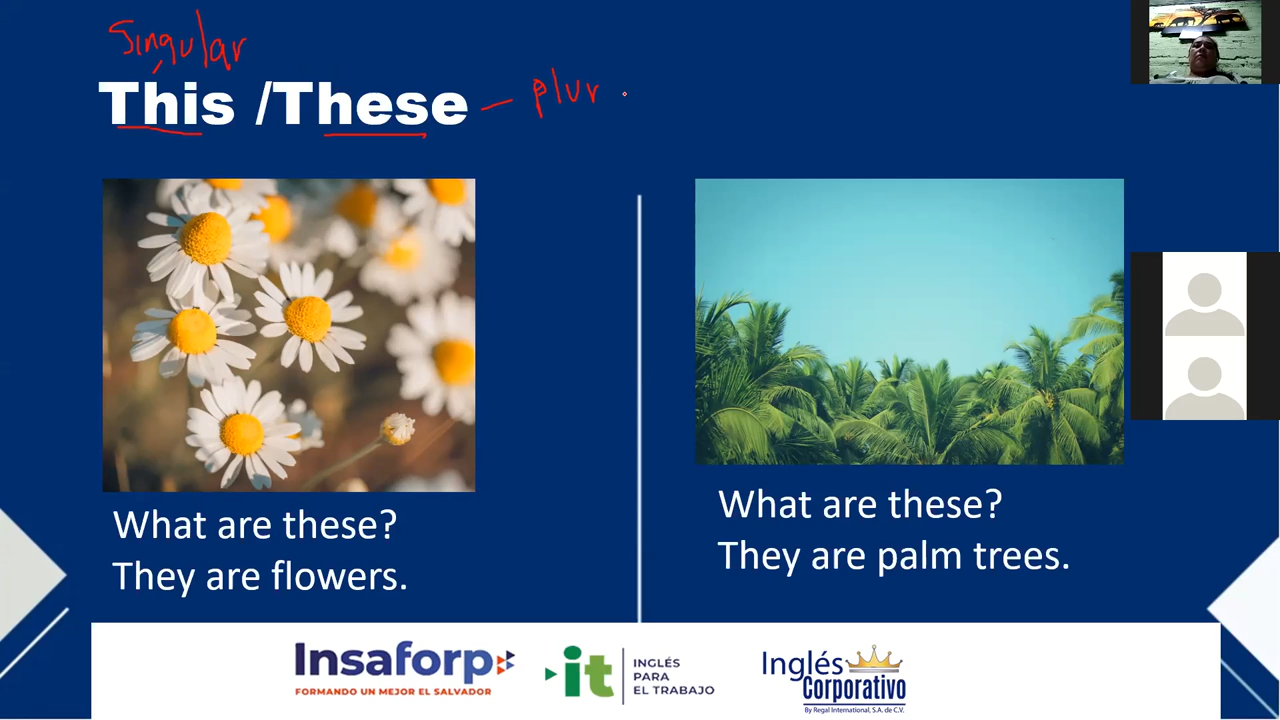 Singular
This /These – plur
What are these?
They are flowers.
What are these?
They are palm trees.
Insaforp
FORMANDO UN MEJOR EL SALVADOR
it
INGLÉS
PARA
EL TRABAJO
Inglés
Corporativo
By Regal International, S.A. de C.V.